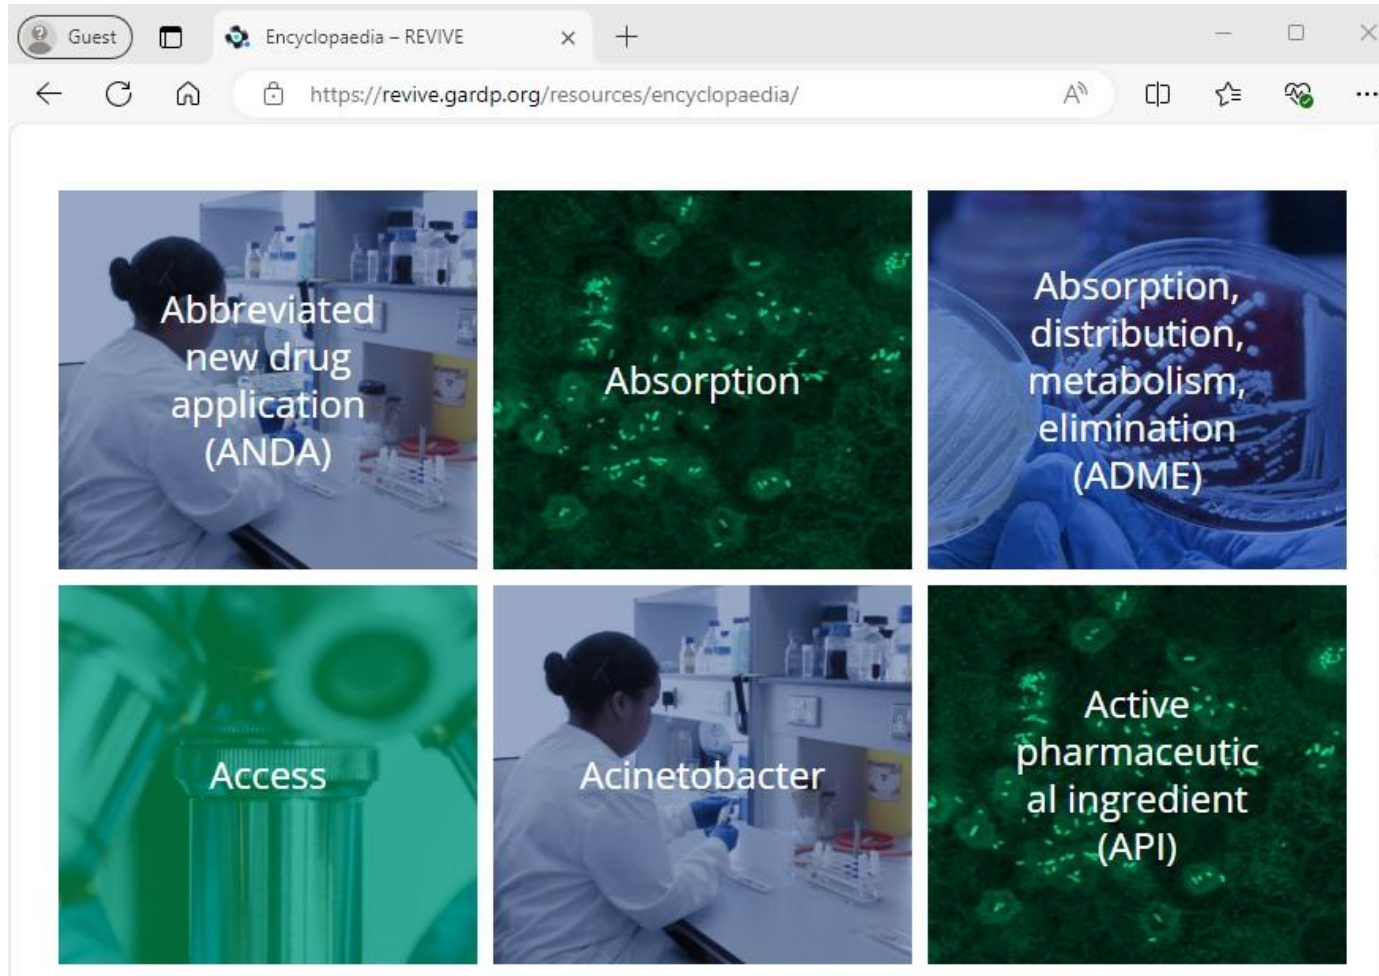 Guest
Encyclopaedia – REVIVE
https://revive.gardp.org/resources/encyclopaedia/
Abbreviated
new drug
application
(ANDA)
Absorption
Absorption,
distribution,
metabolism,
elimination
(ADME)
Access
Acinetobacter
Active
pharmaceutic
al ingredient
(API)